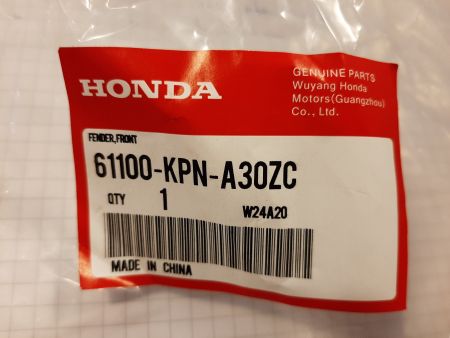 HONDA
GENUINE PARTS
Wuyang Honda
Motors(Guangzhou)
Co., Ltd.
FENDER,FRONT
61100-KPN-A30ZC
QTY 1 W24A20
MADE IN CHINA